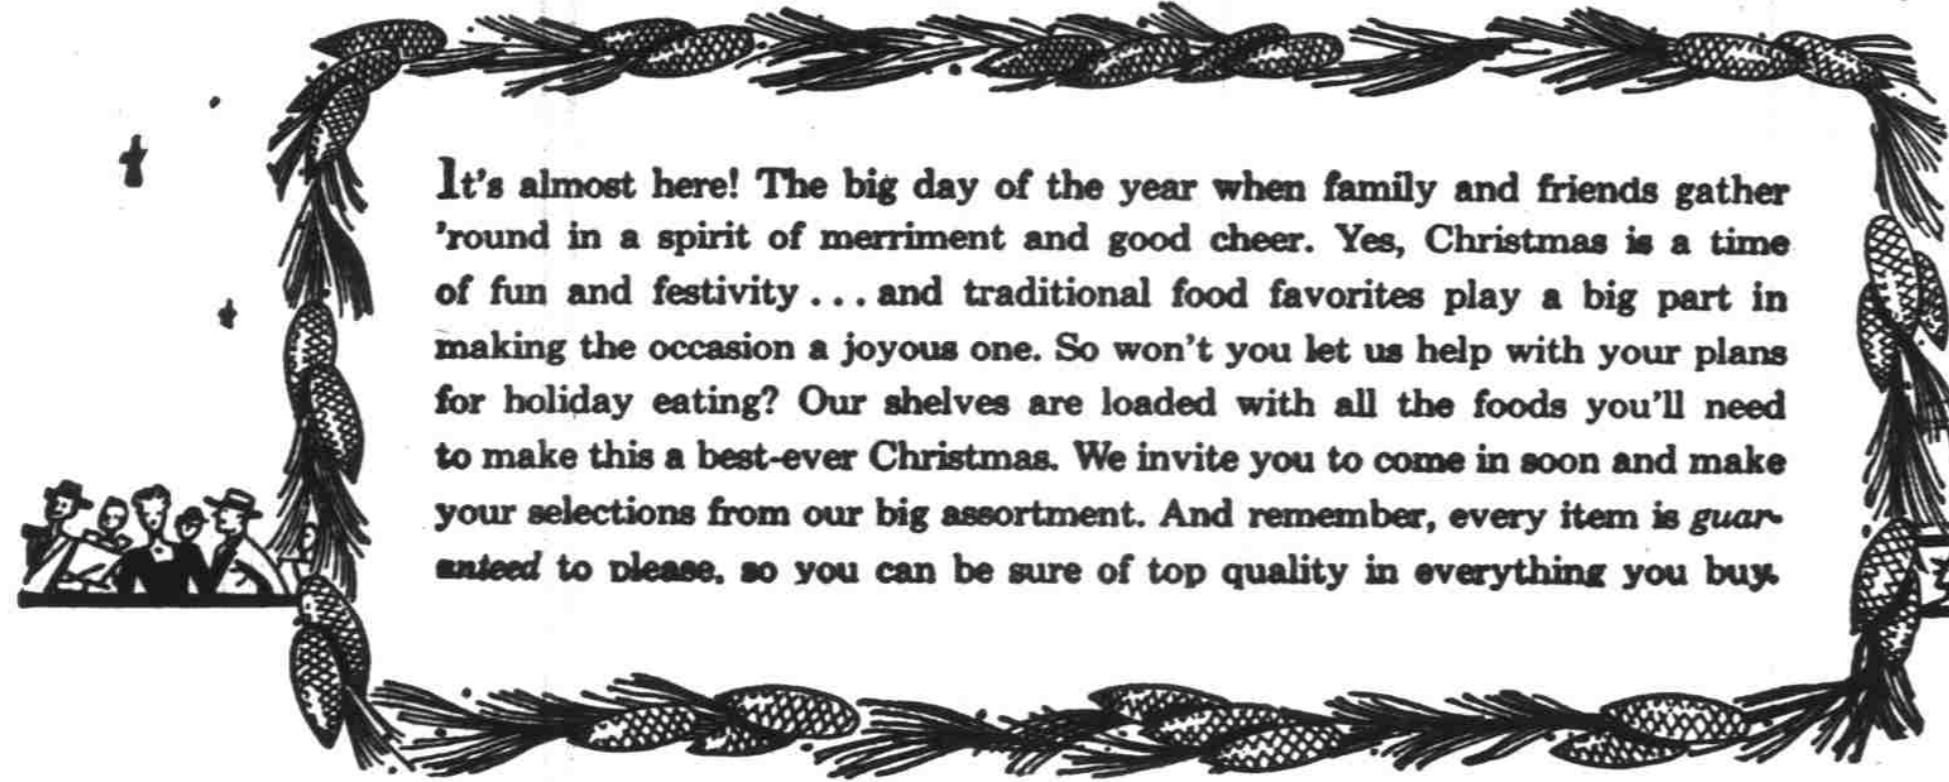 It's almost here! The big day of the year when family and friends gather
'round in a spirit of merriment and good cheer. Yes, Christmas is a time
of fun and festivity . . . and traditional food favorites play a big part in
making the occasion a joyous one. So won't you let us help with your plans
for holiday eating? Our shelves are loaded with all the foods you'll need
to make this a best-ever Christmas. We invite you to come in soon and make
your selections from our big assortment. And remember, every item is guar-
anteed to please, so you can be sure of top quality in everything you buy.